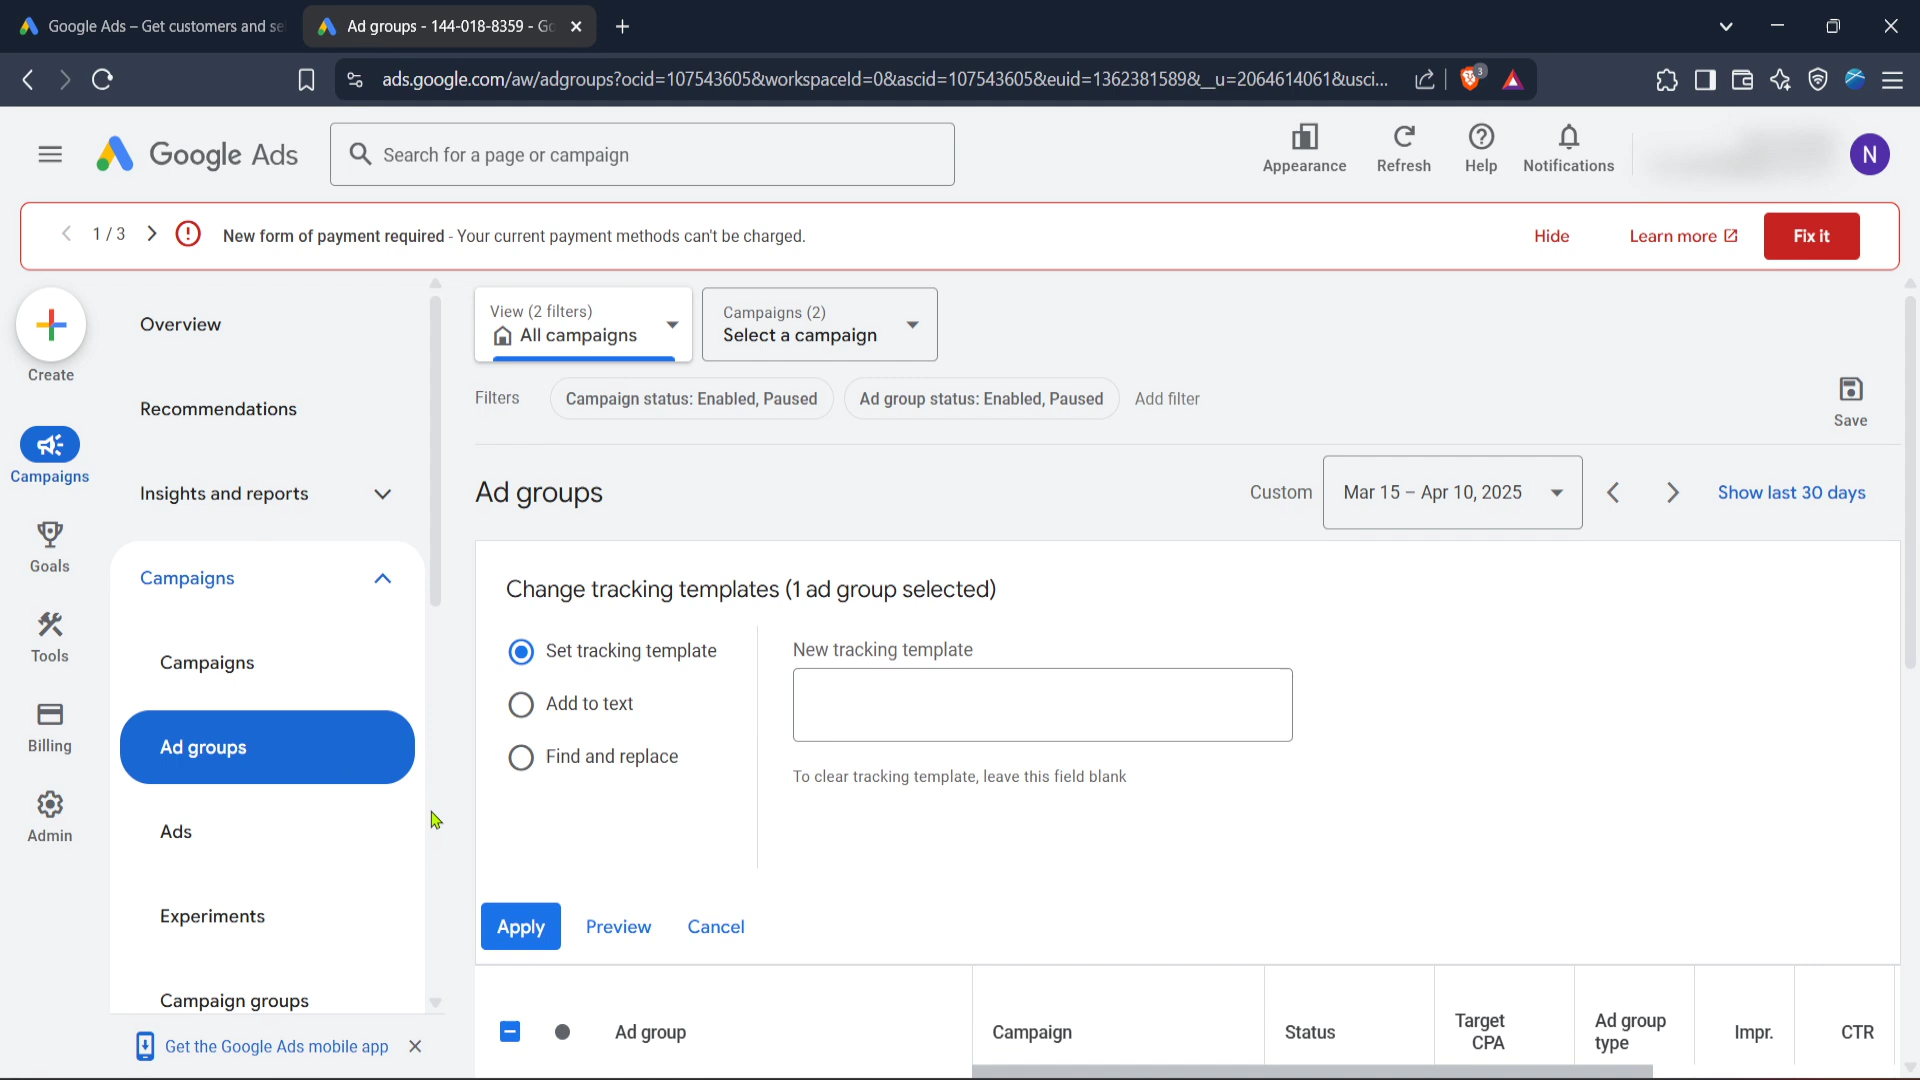 Google Ads – Get customers and se
Ad groups - 144-018-8359 - Go
ads.google.com/aw/adgroups?ocid=107543605&workspaceId=0&ascid=107543605&euid=1362381589&__u=2064614061&usci...
3
Google Ads
Search for a page or campaign
Appearance
Refresh
Help
Notifications
N
1 / 3
New form of payment required - Your current payment methods can't be charged.
Hide
Learn more
Fix it
Create
Campaigns
Goals
Tools
Billing
Admin
Overview
Recommendations
Insights and reports
Campaigns
Campaigns
Ad groups
Ads
Experiments
Campaign groups
Get the Google Ads mobile app
View (2 filters)
All campaigns
Campaigns (2)
Select a campaign
Filters
Campaign status: Enabled, Paused
Ad group status: Enabled, Paused
Add filter
Save
Ad groups
Custom
Mar 15 – Apr 10, 2025
Show last 30 days
Change tracking templates (1 ad group selected)
Set tracking template
Add to text
Find and replace
New tracking template
To clear tracking template, leave this field blank
Apply
Preview
Cancel
Ad group
Campaign
Status
Target
CPA
Ad group
type
Impr.
CTR